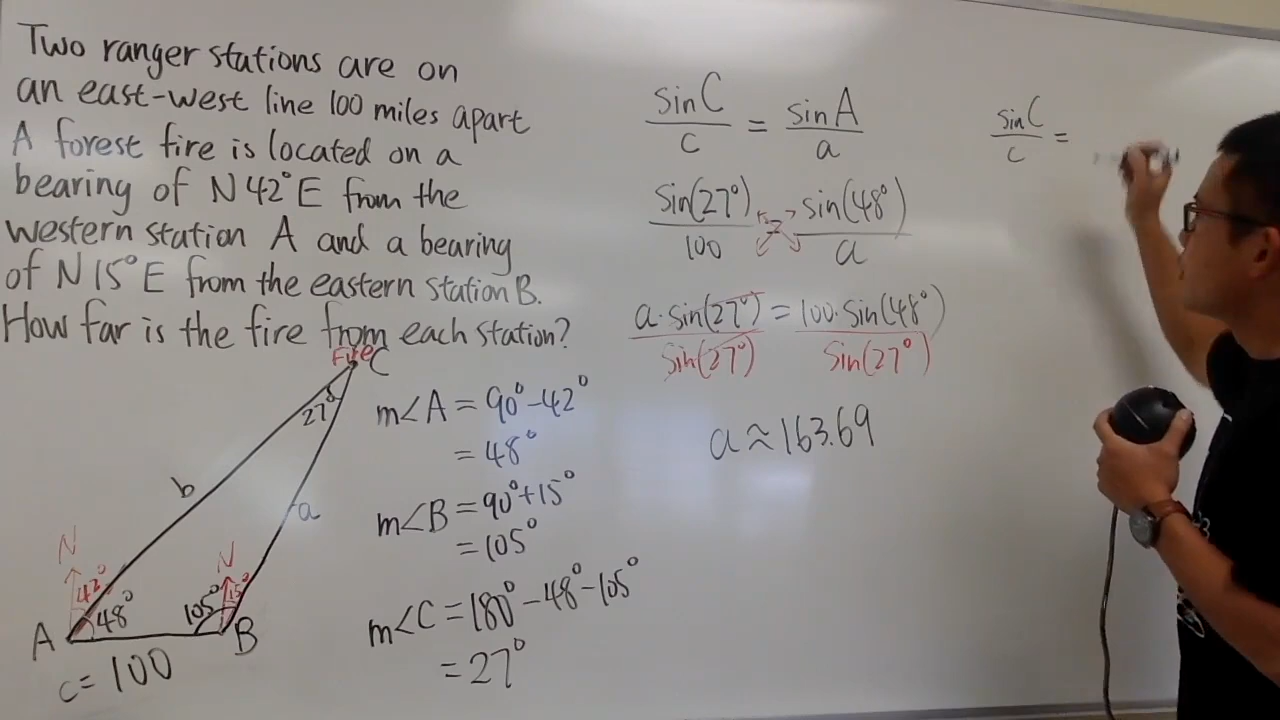 Two ranger stations are on
an east-west line 100 miles apart
A forest fire is located on a
bearing of N 42° E from the
western station A and a bearing
of N 15° E from the eastern station B.
How far is the fire from each station?
Fire C
27°
b
a
N
N
42°
15°
48°
105°
A
B
c = 100
m∠A = 90° - 42°
= 48°
m∠B = 90° + 15°
= 105°
m∠C = 180° - 48° - 105°
= 27°
sin C / c = sin A / a
sin(27°) / 100 = sin(48°) / a
a · sin(27°) / sin(27°) = 100 · sin(48°) / sin(27°)
a ≈ 163.69
sin C / c =